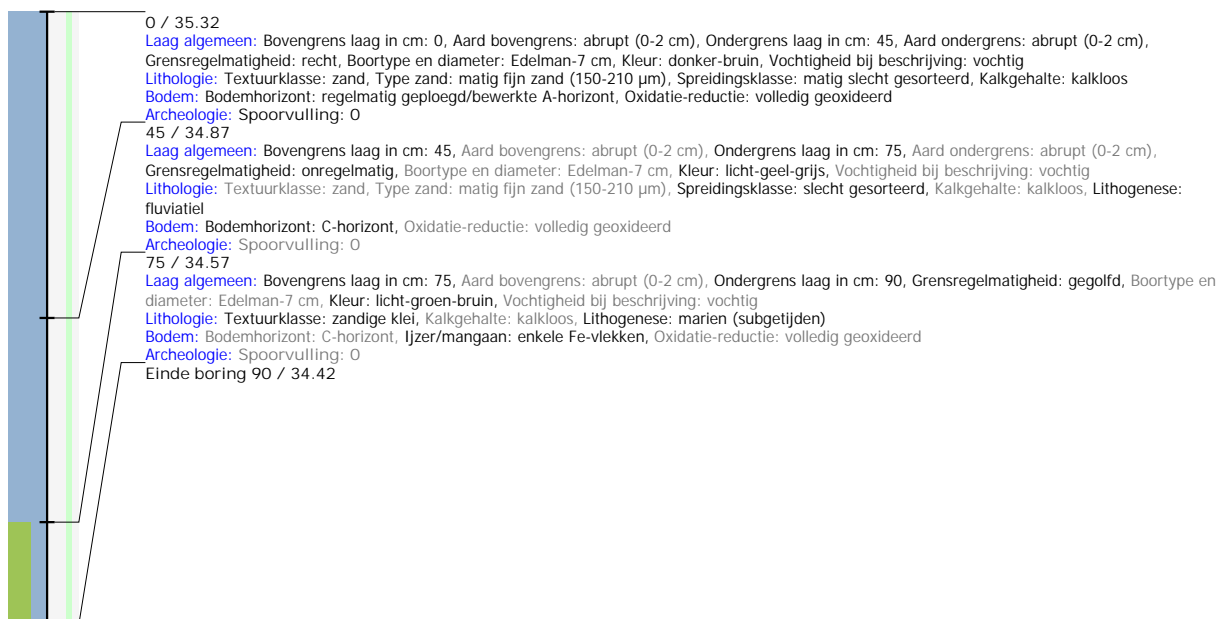 0 / 35.32
Laag algemeen: Bovengrens laag in cm: 0, Aard bovengrens: abrupt (0-2 cm), Ondergrens laag in cm: 45, Aard ondergrens: abrupt (0-2 cm),
Grensregelmatigheid: recht, Boortype en diameter: Edelman-7 cm, Kleur: donker-bruin, Vochtigheid bij beschrijving: vochtig
Lithologie: Textuurklasse: zand, Type zand: matig fijn zand (150-210 µm), Spreidingsklasse: matig slecht gesorteerd, Kalkgehalte: kalkloos
Bodem: Bodemhorizont: regelmatig geploegd/bewerkte A-horizont, Oxidatie-reductie: volledig geoxideerd
Archeologie: Spoorvulling: 0
45 / 34.87
Laag algemeen: Bovengrens laag in cm: 45, Aard bovengrens: abrupt (0-2 cm), Ondergrens laag in cm: 75, Aard ondergrens: abrupt (0-2 cm),
Grensregelmatigheid: onregelmatig, Boortype en diameter: Edelman-7 cm, Kleur: licht-geel-grijs, Vochtigheid bij beschrijving: vochtig
Lithologie: Textuurklasse: zand, Type zand: matig fijn zand (150-210 µm), Spreidingsklasse: slecht gesorteerd, Kalkgehalte: kalkloos, Lithogenese:
fluviatiel
Bodem: Bodemhorizont: C-horizont, Oxidatie-reductie: volledig geoxideerd
Archeologie: Spoorvulling: 0
75 / 34.57
Laag algemeen: Bovengrens laag in cm: 75, Aard bovengrens: abrupt (0-2 cm), Ondergrens laag in cm: 90, Grensregelmatigheid: gegolfd, Boortype en
diameter: Edelman-7 cm, Kleur: licht-groen-bruin, Vochtigheid bij beschrijving: vochtig
Lithologie: Textuurklasse: zandige klei, Kalkgehalte: kalkloos, Lithogenese: marien (subgetijden)
Bodem: Bodemhorizont: C-horizont, Ijzer/mangaan: enkele Fe-vlekken, Oxidatie-reductie: volledig geoxideerd
Archeologie: Spoorvulling: 0
Einde boring 90 / 34.42